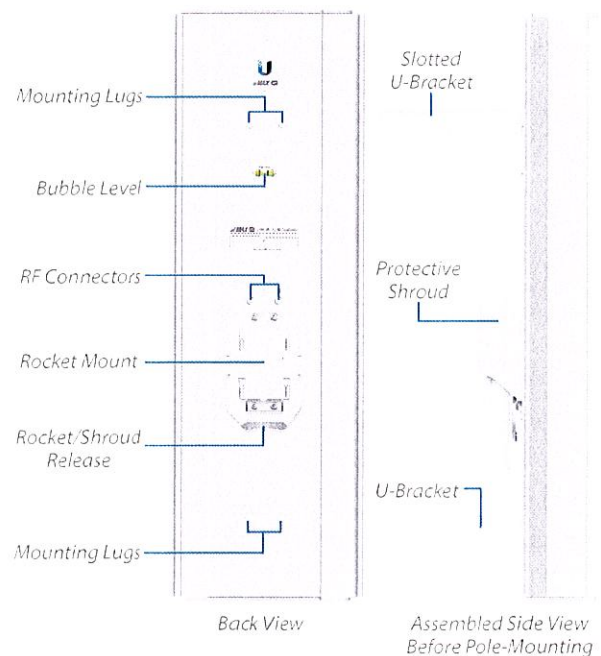 Mounting Lugs
Bubble Level
RF Connectors
Rocket Mount
Rocket/Shroud
Release
Mounting Lugs
Back View
Slotted
U-Bracket
Protective
Shroud
U-Bracket
Assembled Side View
Before Pole-Mounting